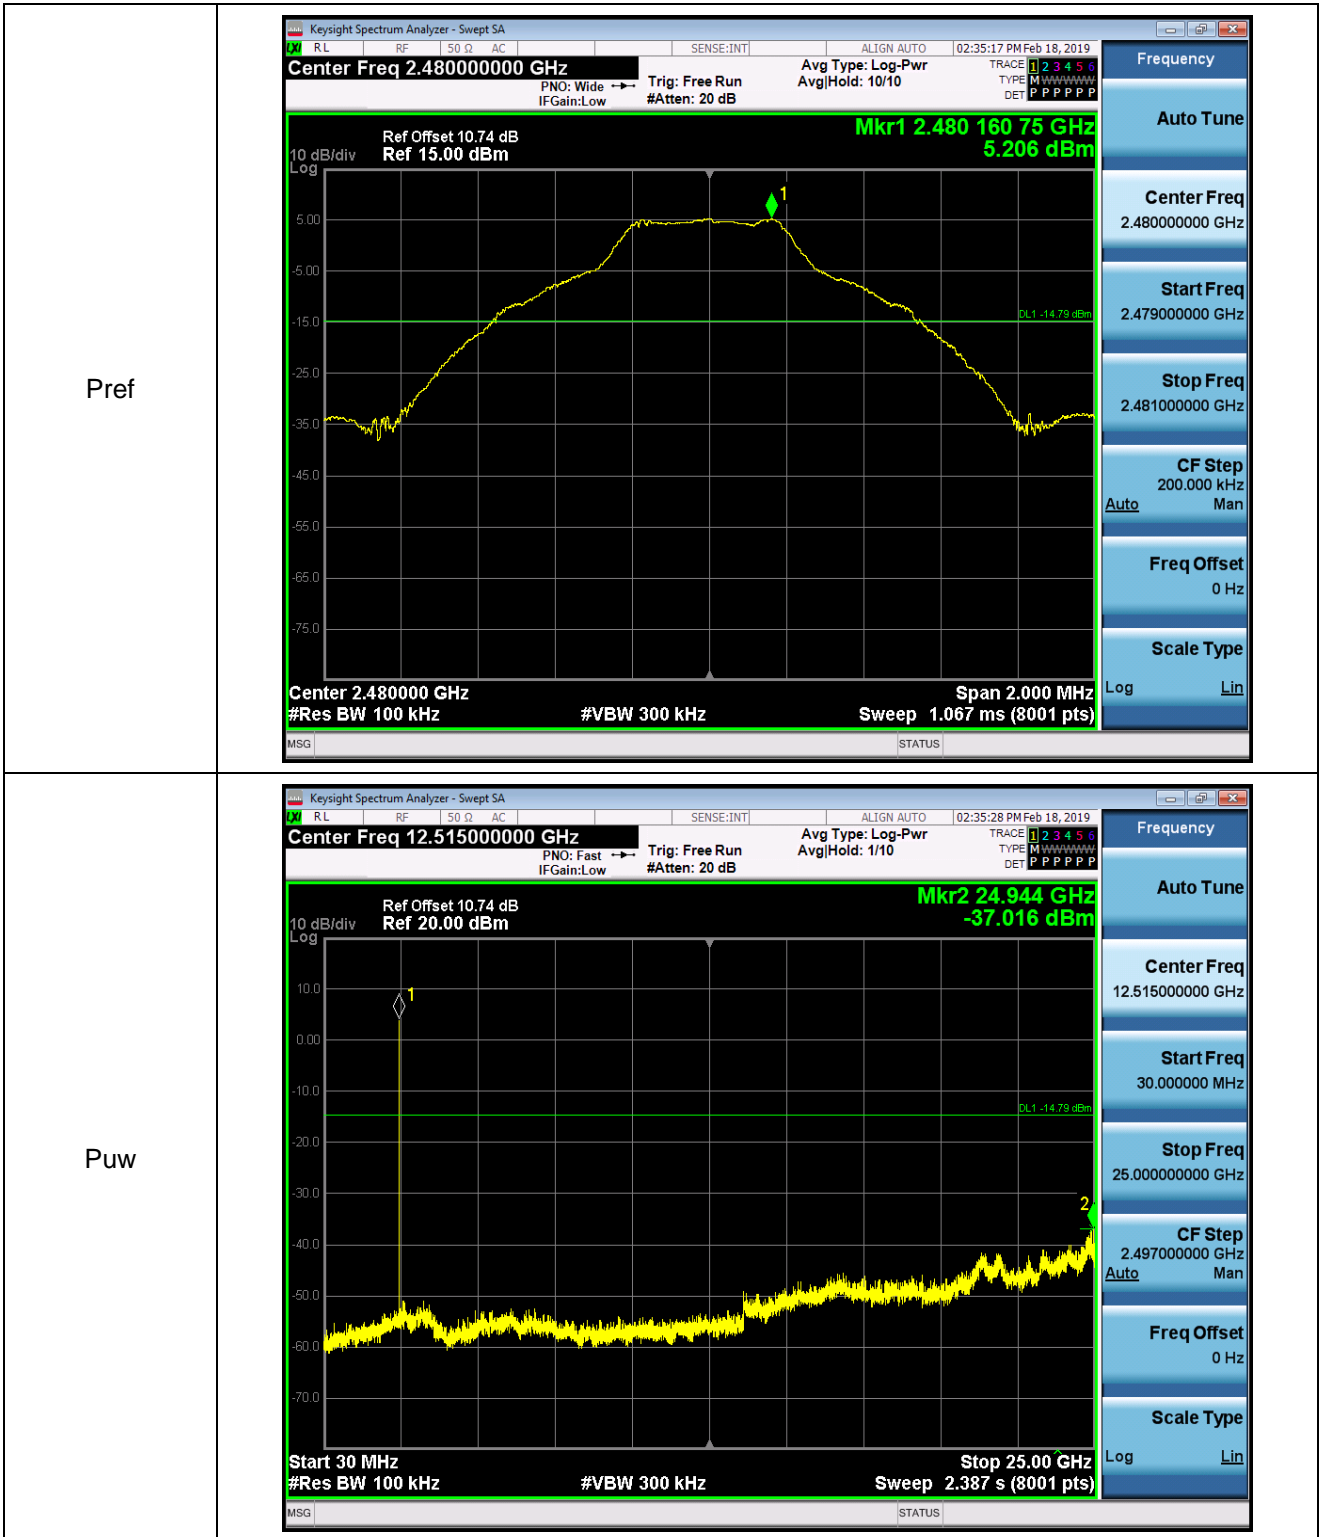 Pref
Keysight Spectrum Analyzer - Swept SA
RL RF 50 Ω AC SENSE:INT ALIGN AUTO 02:35:17 PM Feb 18, 2019
Center Freq 2.480000000 GHz
PNO: Wide
IFGain:Low
Trig: Free Run
#Atten: 20 dB
Avg Type: Log-Pwr
Avg|Hold: 10/10
TRACE 1 2 3 4 5 6
TYPE M WWWWW
DET P P P P P P
Mkr1 2.480 160 75 GHz
5.206 dBm
Ref Offset 10.74 dB
10 dB/div Ref 15.00 dBm
Log
1
5.00
-5.00
-15.0
DL1 -14.79 dBm
-25.0
-35.0
-45.0
-55.0
-65.0
-75.0
Center 2.480000 GHz Span 2.000 MHz
#Res BW 100 kHz #VBW 300 kHz Sweep 1.067 ms (8001 pts)
MSG STATUS
Frequency
Auto Tune
Center Freq
2.480000000 GHz
Start Freq
2.479000000 GHz
Stop Freq
2.481000000 GHz
CF Step
200.000 kHz
Auto Man
Freq Offset
0 Hz
Scale Type
Log Lin
Puw
Keysight Spectrum Analyzer - Swept SA
RL RF 50 Ω AC SENSE:INT ALIGN AUTO 02:35:28 PM Feb 18, 2019
Center Freq 12.515000000 GHz
PNO: Fast
IFGain:Low
Trig: Free Run
#Atten: 20 dB
Avg Type: Log-Pwr
Avg|Hold: 1/10
TRACE 1 2 3 4 5 6
TYPE M WWWWW
DET P P P P P P
Mkr2 24.944 GHz
-37.016 dBm
Ref Offset 10.74 dB
10 dB/div Ref 20.00 dBm
Log
10.0
1
0.00
-10.0
DL1 -14.79 dBm
-20.0
-30.0
2
-40.0
-50.0
-60.0
-70.0
Start 30 MHz Stop 25.00 GHz
#Res BW 100 kHz #VBW 300 kHz Sweep 2.387 s (8001 pts)
MSG STATUS
Frequency
Auto Tune
Center Freq
12.515000000 GHz
Start Freq
30.000000 MHz
Stop Freq
25.000000000 GHz
CF Step
2.497000000 GHz
Auto Man
Freq Offset
0 Hz
Scale Type
Log Lin